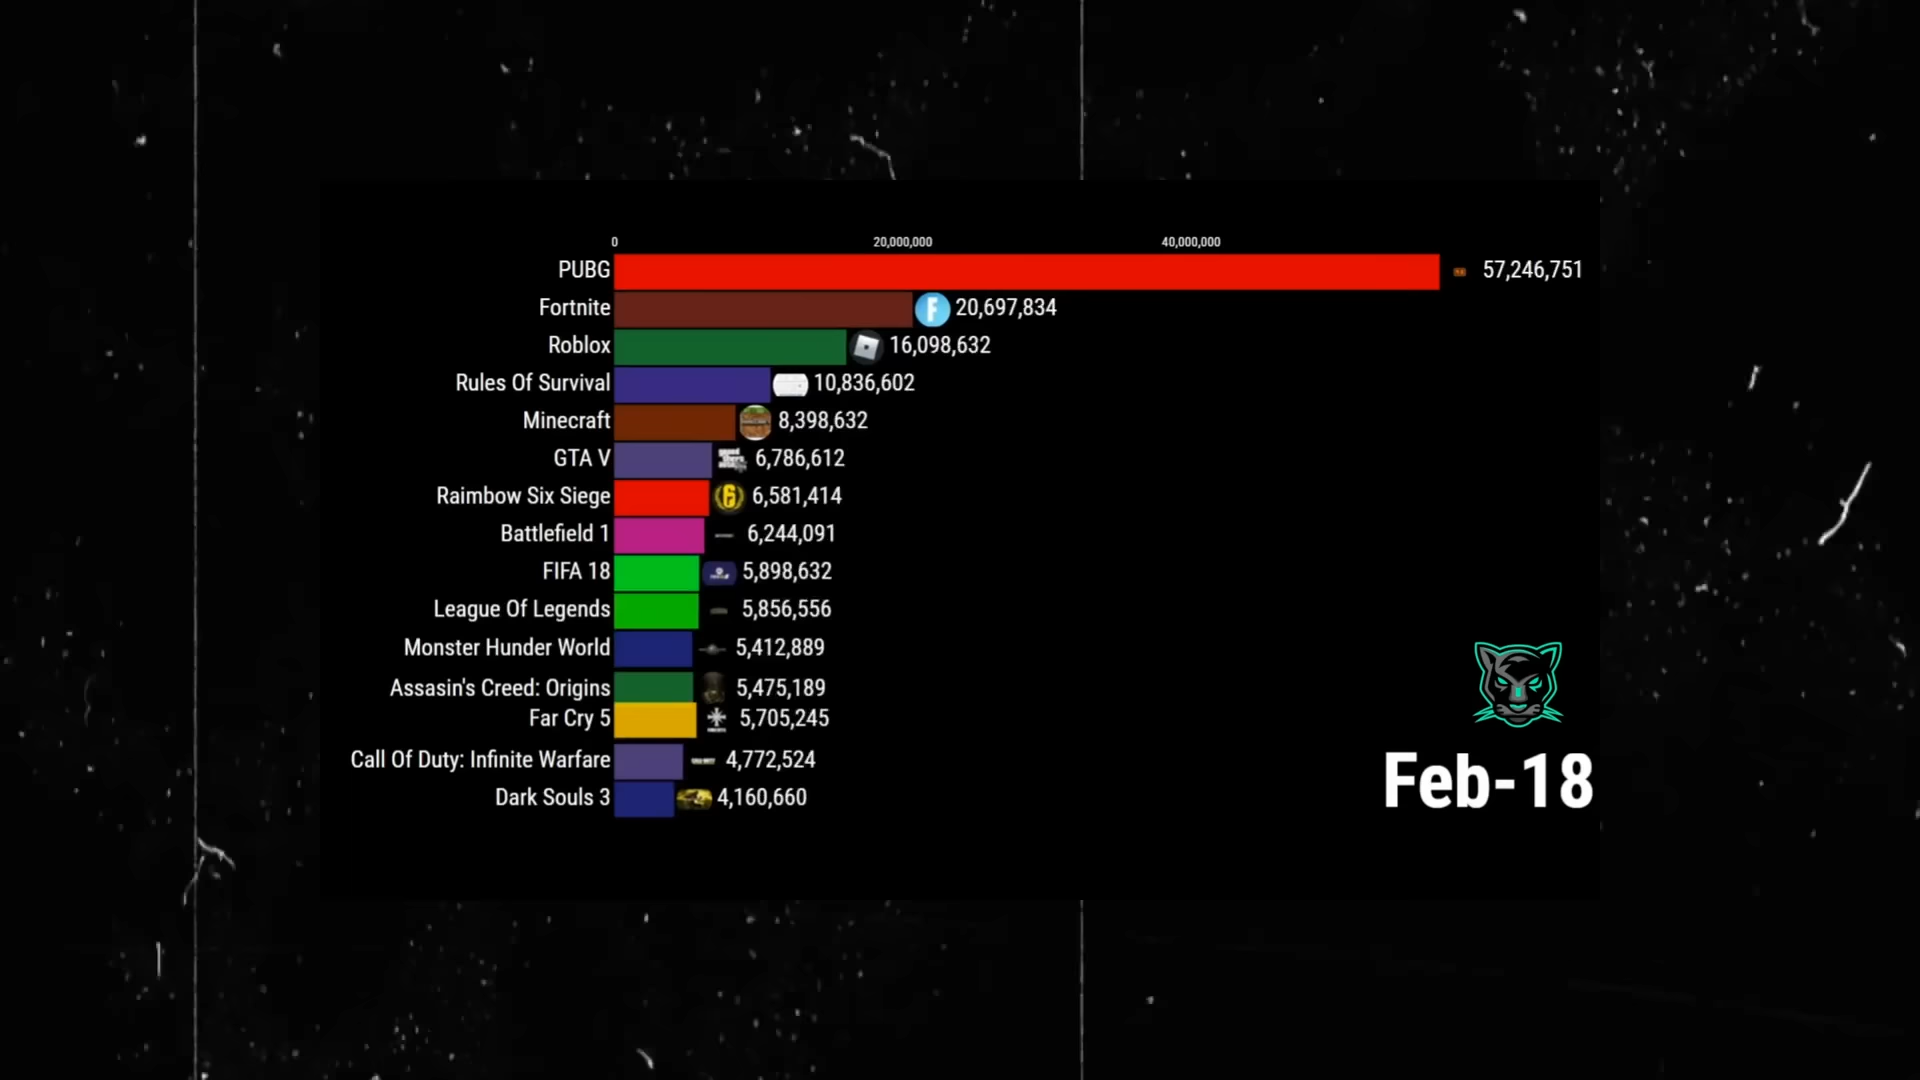 0 20,000,000 40,000,000
PUBG 57,246,751
Fortnite F 20,697,834
Roblox 16,098,632
Rules Of Survival 10,836,602
Minecraft 8,398,632
GTA V 6,786,612
Raimbow Six Siege 6 6,581,414
Battlefield 1 6,244,091
FIFA 18 5,898,632
League Of Legends 5,856,556
Monster Hunder World 5,412,889
Assasin's Creed: Origins 5,475,189
Far Cry 5 5,705,245
Call Of Duty: Infinite Warfare 4,772,524
Dark Souls 3 4,160,660
Feb-18